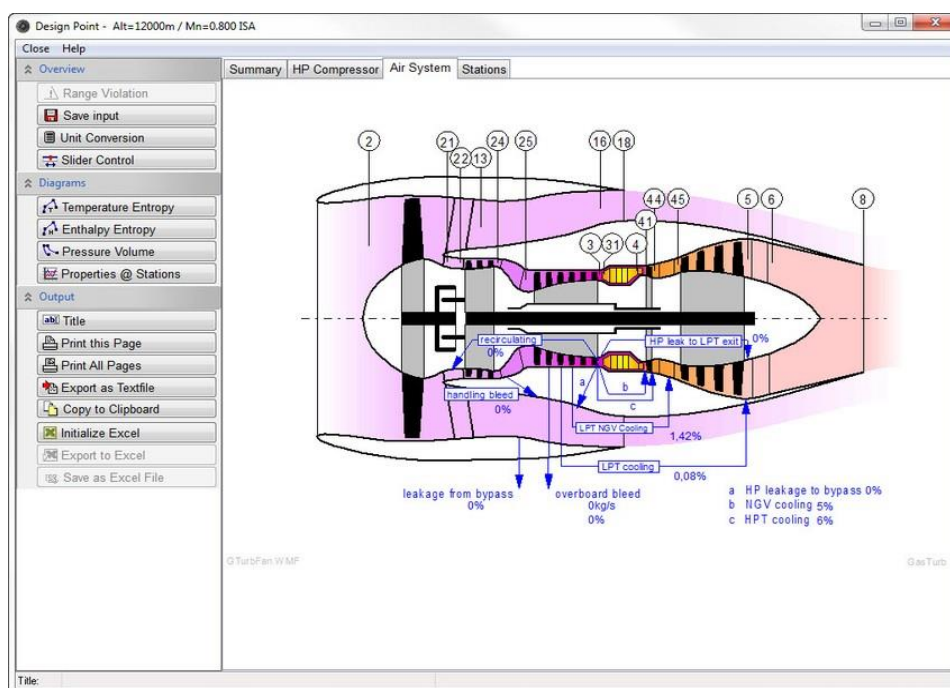 Design Point - Alt=12000m / Mn=0.800 ISA
Close Help
Overview
Range Violation
Save input
Unit Conversion
Slider Control
Diagrams
Temperature Entropy
Enthalpy Entropy
Pressure Volume
Properties @ Stations
Output
Title
Print this Page
Print All Pages
Export as Textfile
Copy to Clipboard
Initialize Excel
Export to Excel
Save as Excel File
Summary HP Compressor Air System Stations
2 21 24 25 16 18 44 5 6 8
22 13 45
41
3 31 4
recirculating
0%
HP leak to LPT exit
0%
a
b
c
handling bleed
0%
LPT NGV Cooling
1,42%
LPT cooling
0,08%
leakage from bypass
0%
overboard bleed
0kg/s
0%
a HP leakage to bypass 0%
b NGV cooling 5%
c HPT cooling 6%
GTurbFan WMF
GasTurb
Title: